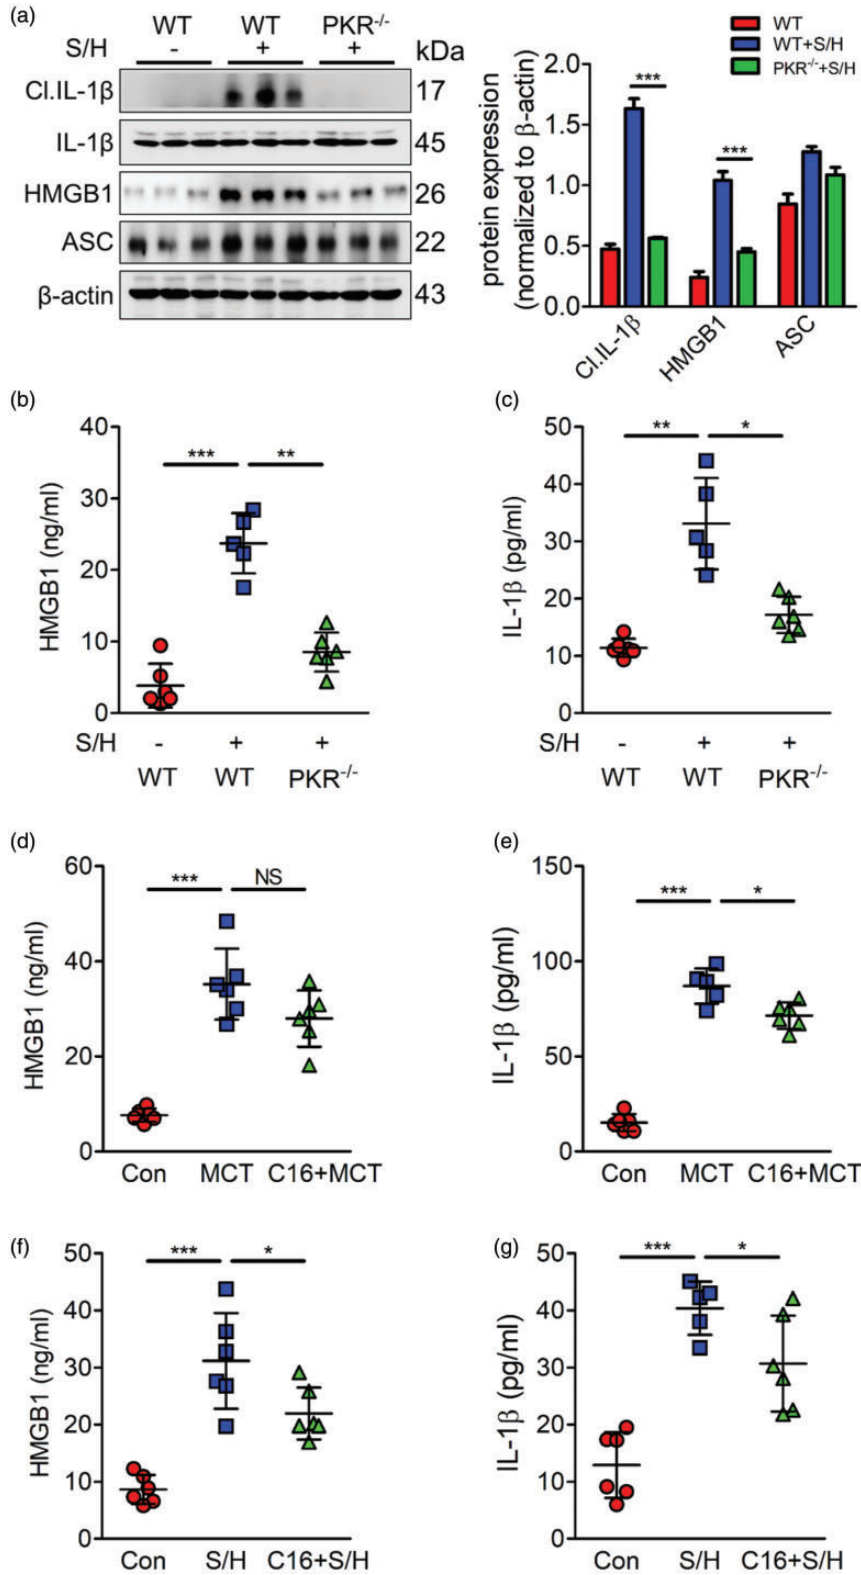 (a)
WT WT PKR⁻/⁻
S/H - + + kDa
Cl.IL-1β 17
IL-1β 45
HMGB1 26
ASC 22
β-actin 43
WT
WT+S/H
PKR⁻/⁻+S/H
protein expression
(normalized to β-actin)
2.0
1.5
1.0
0.5
0.0
*** ***
Cl.IL-1β HMGB1 ASC
(b)
HMGB1 (ng/ml)
40
30
20
10
0
*** **
S/H - + +
WT WT PKR⁻/⁻
(c)
IL-1β (pg/ml)
50
40
30
20
10
0
** *
S/H - + +
WT WT PKR⁻/⁻
(d)
HMGB1 (ng/ml)
60
40
20
0
*** NS
Con MCT C16+MCT
(e)
IL-1β (pg/ml)
150
100
50
0
*** *
Con MCT C16+MCT
(f)
HMGB1 (ng/ml)
50
40
30
20
10
0
*** *
Con S/H C16+S/H
(g)
IL-1β (pg/ml)
50
40
30
20
10
0
*** *
Con S/H C16+S/H